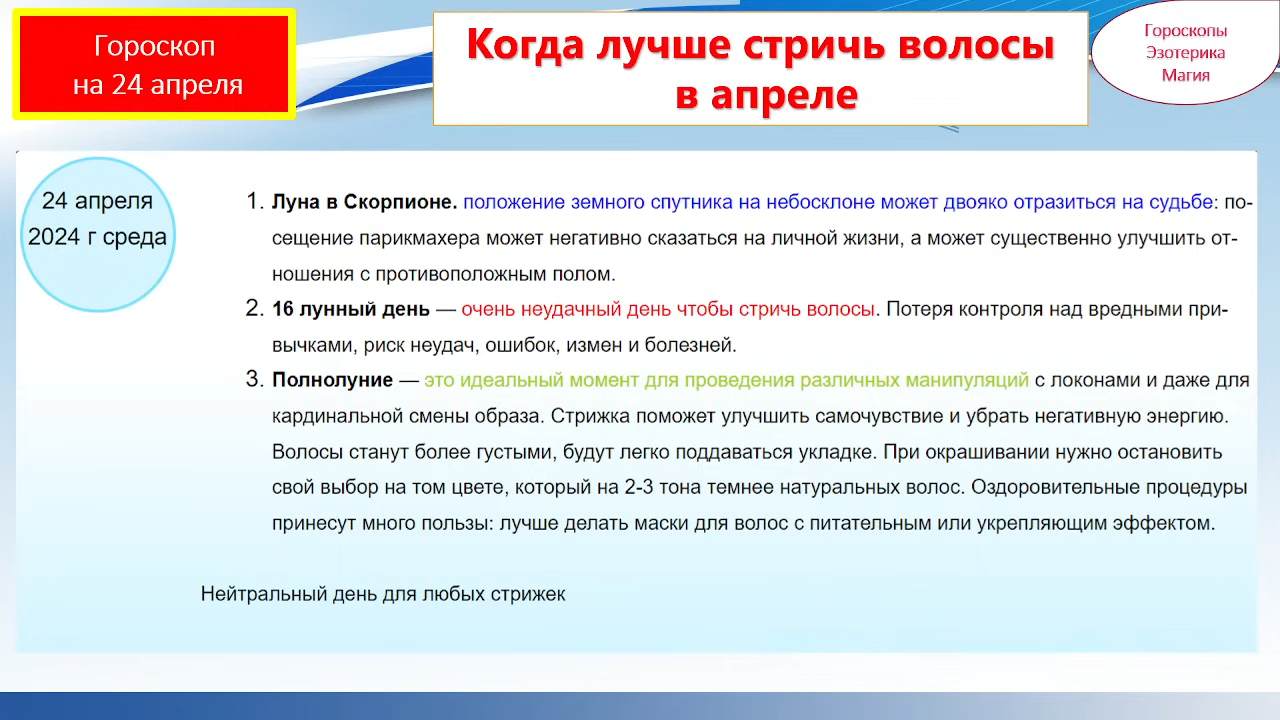 Гороскоп
на 24 апреля
Когда лучше стричь волосы
в апреле
Гороскопы
Эзотерика
Магия
24 апреля
2024 г среда
1. Луна в Скорпионе. положение земного спутника на небосклоне может двояко отразиться на судьбе: по-
сещение парикмахера может негативно сказаться на личной жизни, а может существенно улучшить от-
ношения с противоположным полом.
2. 16 лунный день — очень неудачный день чтобы стричь волосы. Потеря контроля над вредными при-
вычками, риск неудач, ошибок, измен и болезней.
3. Полнолуние — это идеальный момент для проведения различных манипуляций с локонами и даже для
кардинальной смены образа. Стрижка поможет улучшить самочувствие и убрать негативную энергию.
Волосы станут более густыми, будут легко поддаваться укладке. При окрашивании нужно остановить
свой выбор на том цвете, который на 2-3 тона темнее натуральных волос. Оздоровительные процедуры
принесут много пользы: лучше делать маски для волос с питательным или укрепляющим эффектом.
Нейтральный день для любых стрижек